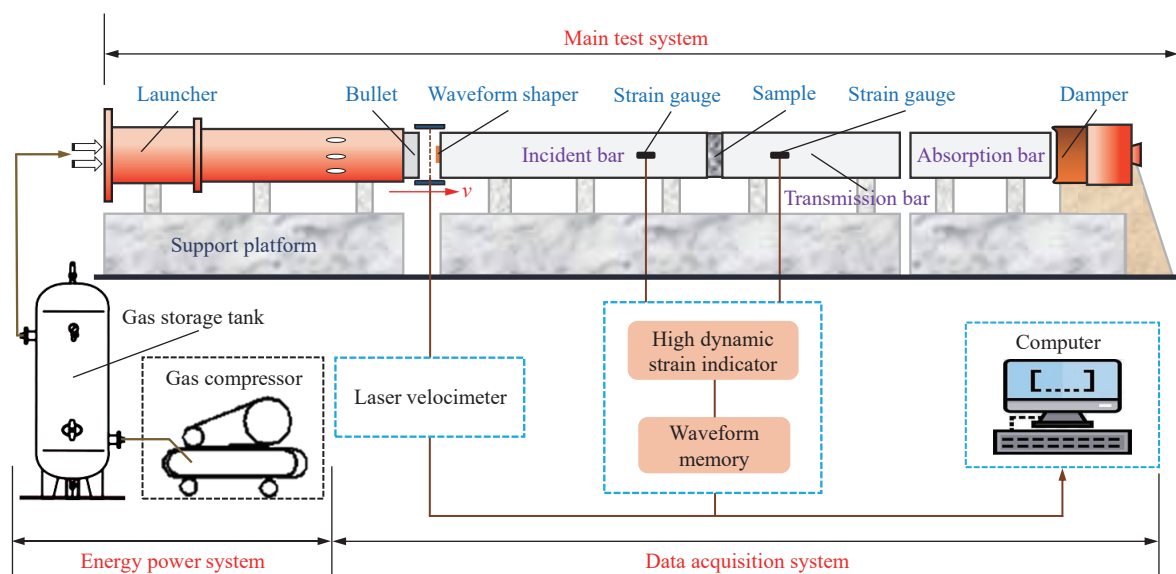 Main test system
Launcher
Bullet
Waveform shaper
Strain gauge
Sample
Strain gauge
Damper
Incident bar
Absorption bar
v
Transmission bar
Support platform
Gas storage tank
Gas compressor
Laser velocimeter
High dynamic
strain indicator
Waveform
memory
Computer
Energy power system
Data acquisition system